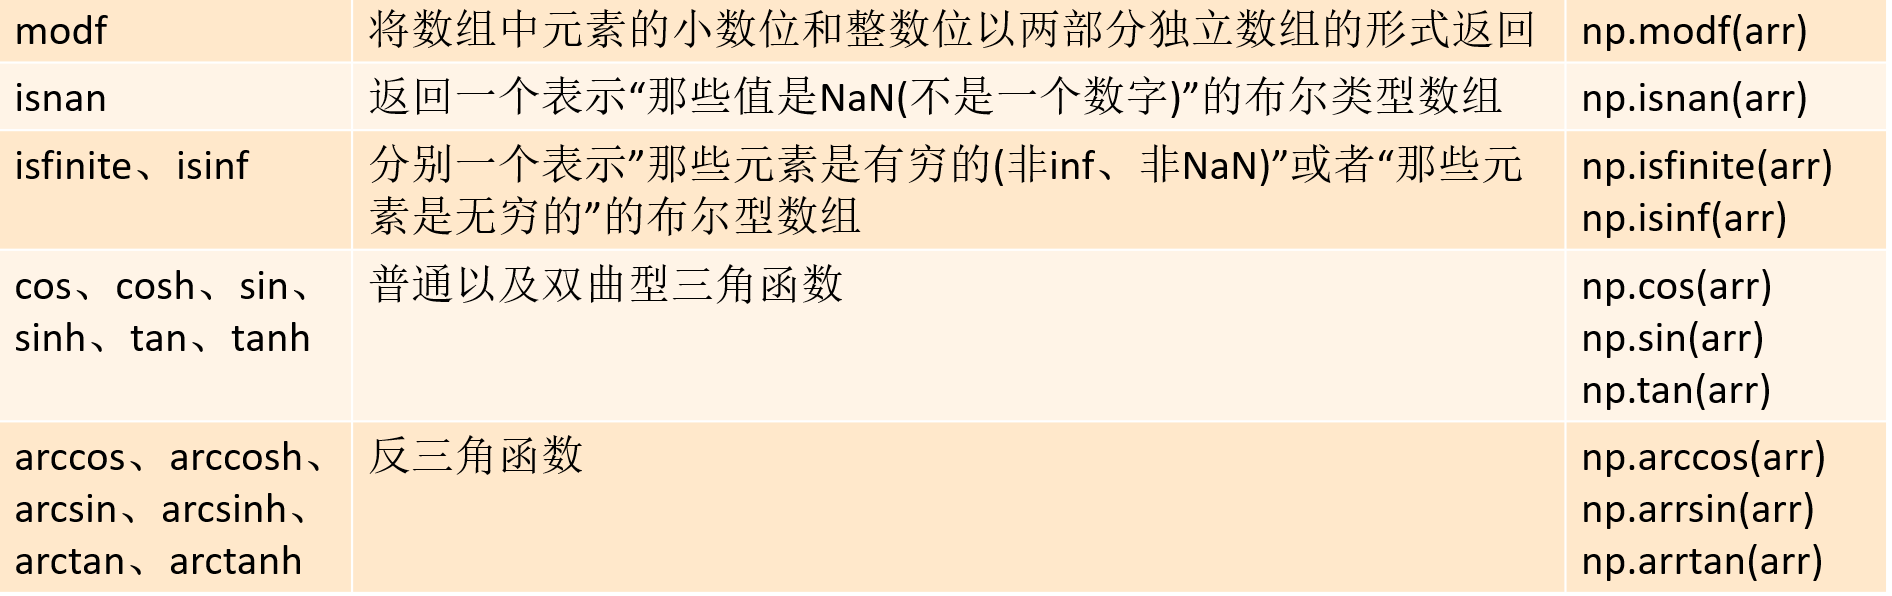 modf
将数组中元素的小数位和整数位以两部分独立数组的形式返回
np.modf(arr)
isnan
返回一个表示“那些值是NaN(不是一个数字)”的布尔类型数组
np.isnan(arr)
isfinite、isinf
分别一个表示”那些元素是有穷的(非inf、非NaN)”或者“那些元
素是无穷的”的布尔型数组
np.isfinite(arr)
np.isinf(arr)
cos、cosh、sin、
sinh、tan、tanh
普通以及双曲型三角函数
np.cos(arr)
np.sin(arr)
np.tan(arr)
arccos、arccosh、
arcsin、arcsinh、
arctan、arctanh
反三角函数
np.arccos(arr)
np.arrsin(arr)
np.arrtan(arr)